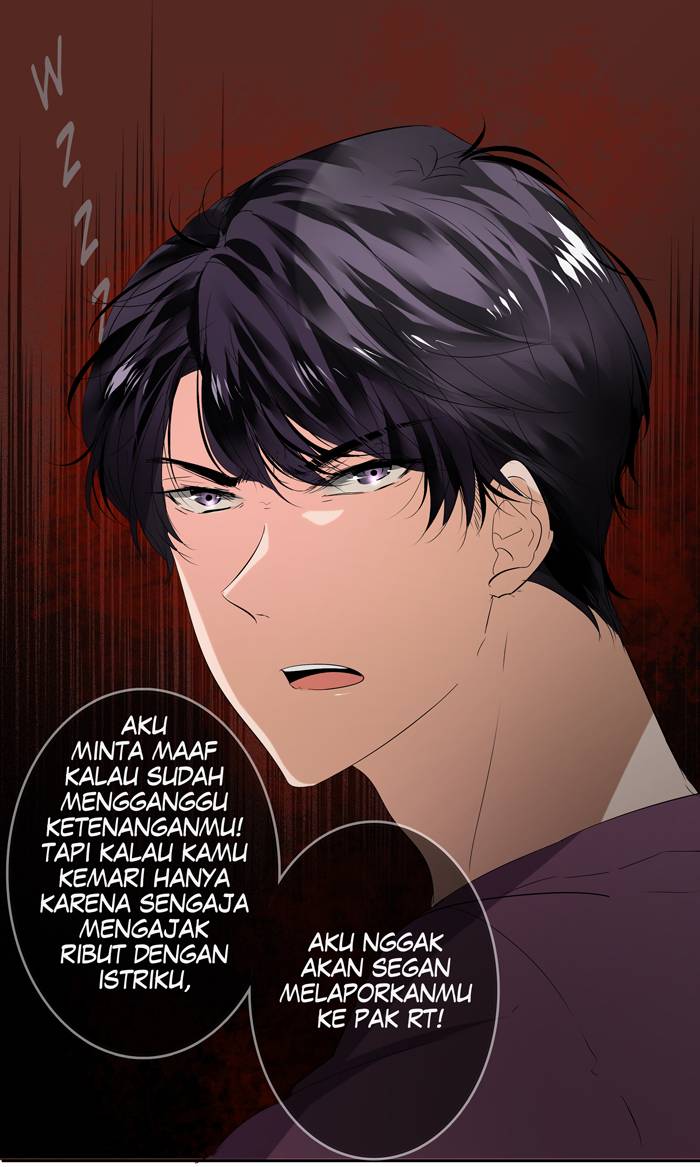 WZZZZ
AKU
MINTA MAAF
KALAU SUDAH
MENGGANGGU
KETENANGANMU!
TAPI KALAU KAMU
KEMARI HANYA
KARENA SENGAJA
MENGAJAK
RIBUT DENGAN
ISTRIKU,
AKU NGGAK
AKAN SEGAN
MELAPORKANMU
KE PAK RT!